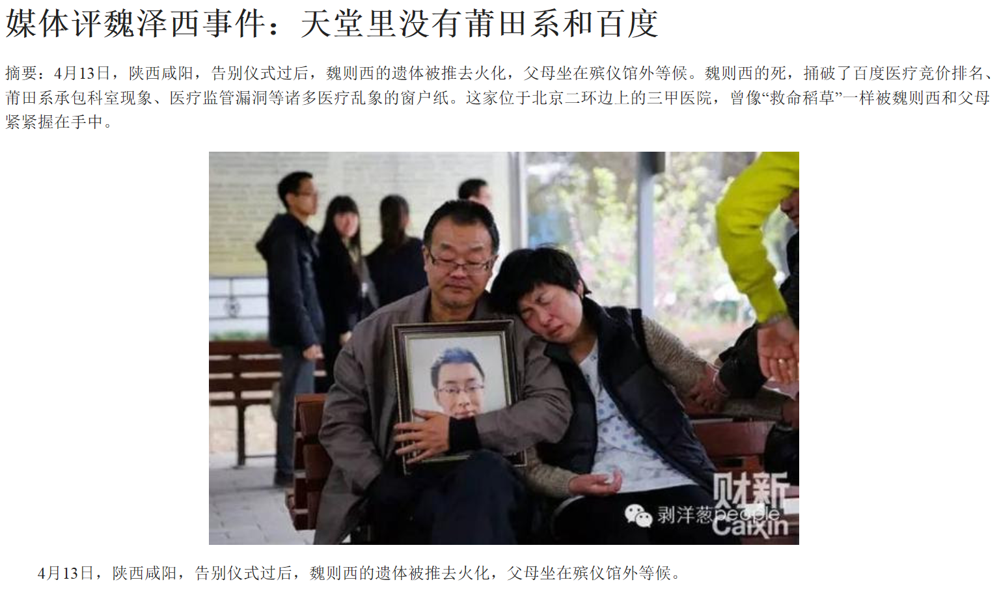 媒体评魏泽西事件：天堂里没有莆田系和百度
摘要：4月13日，陕西咸阳，告别仪式过后，魏则西的遗体被推去火化，父母坐在殡仪馆外等候。魏则西的死，捅破了百度医疗竞价排名、
莆田系承包科室现象、医疗监管漏洞等诸多医疗乱象的窗户纸。这家位于北京二环边上的三甲医院，曾像“救命稻草”一样被魏则西和父母
紧紧握在手中。
财新
剥洋葱people
Caixin
4月13日，陕西咸阳，告别仪式过后，魏则西的遗体被推去火化，父母坐在殡仪馆外等候。